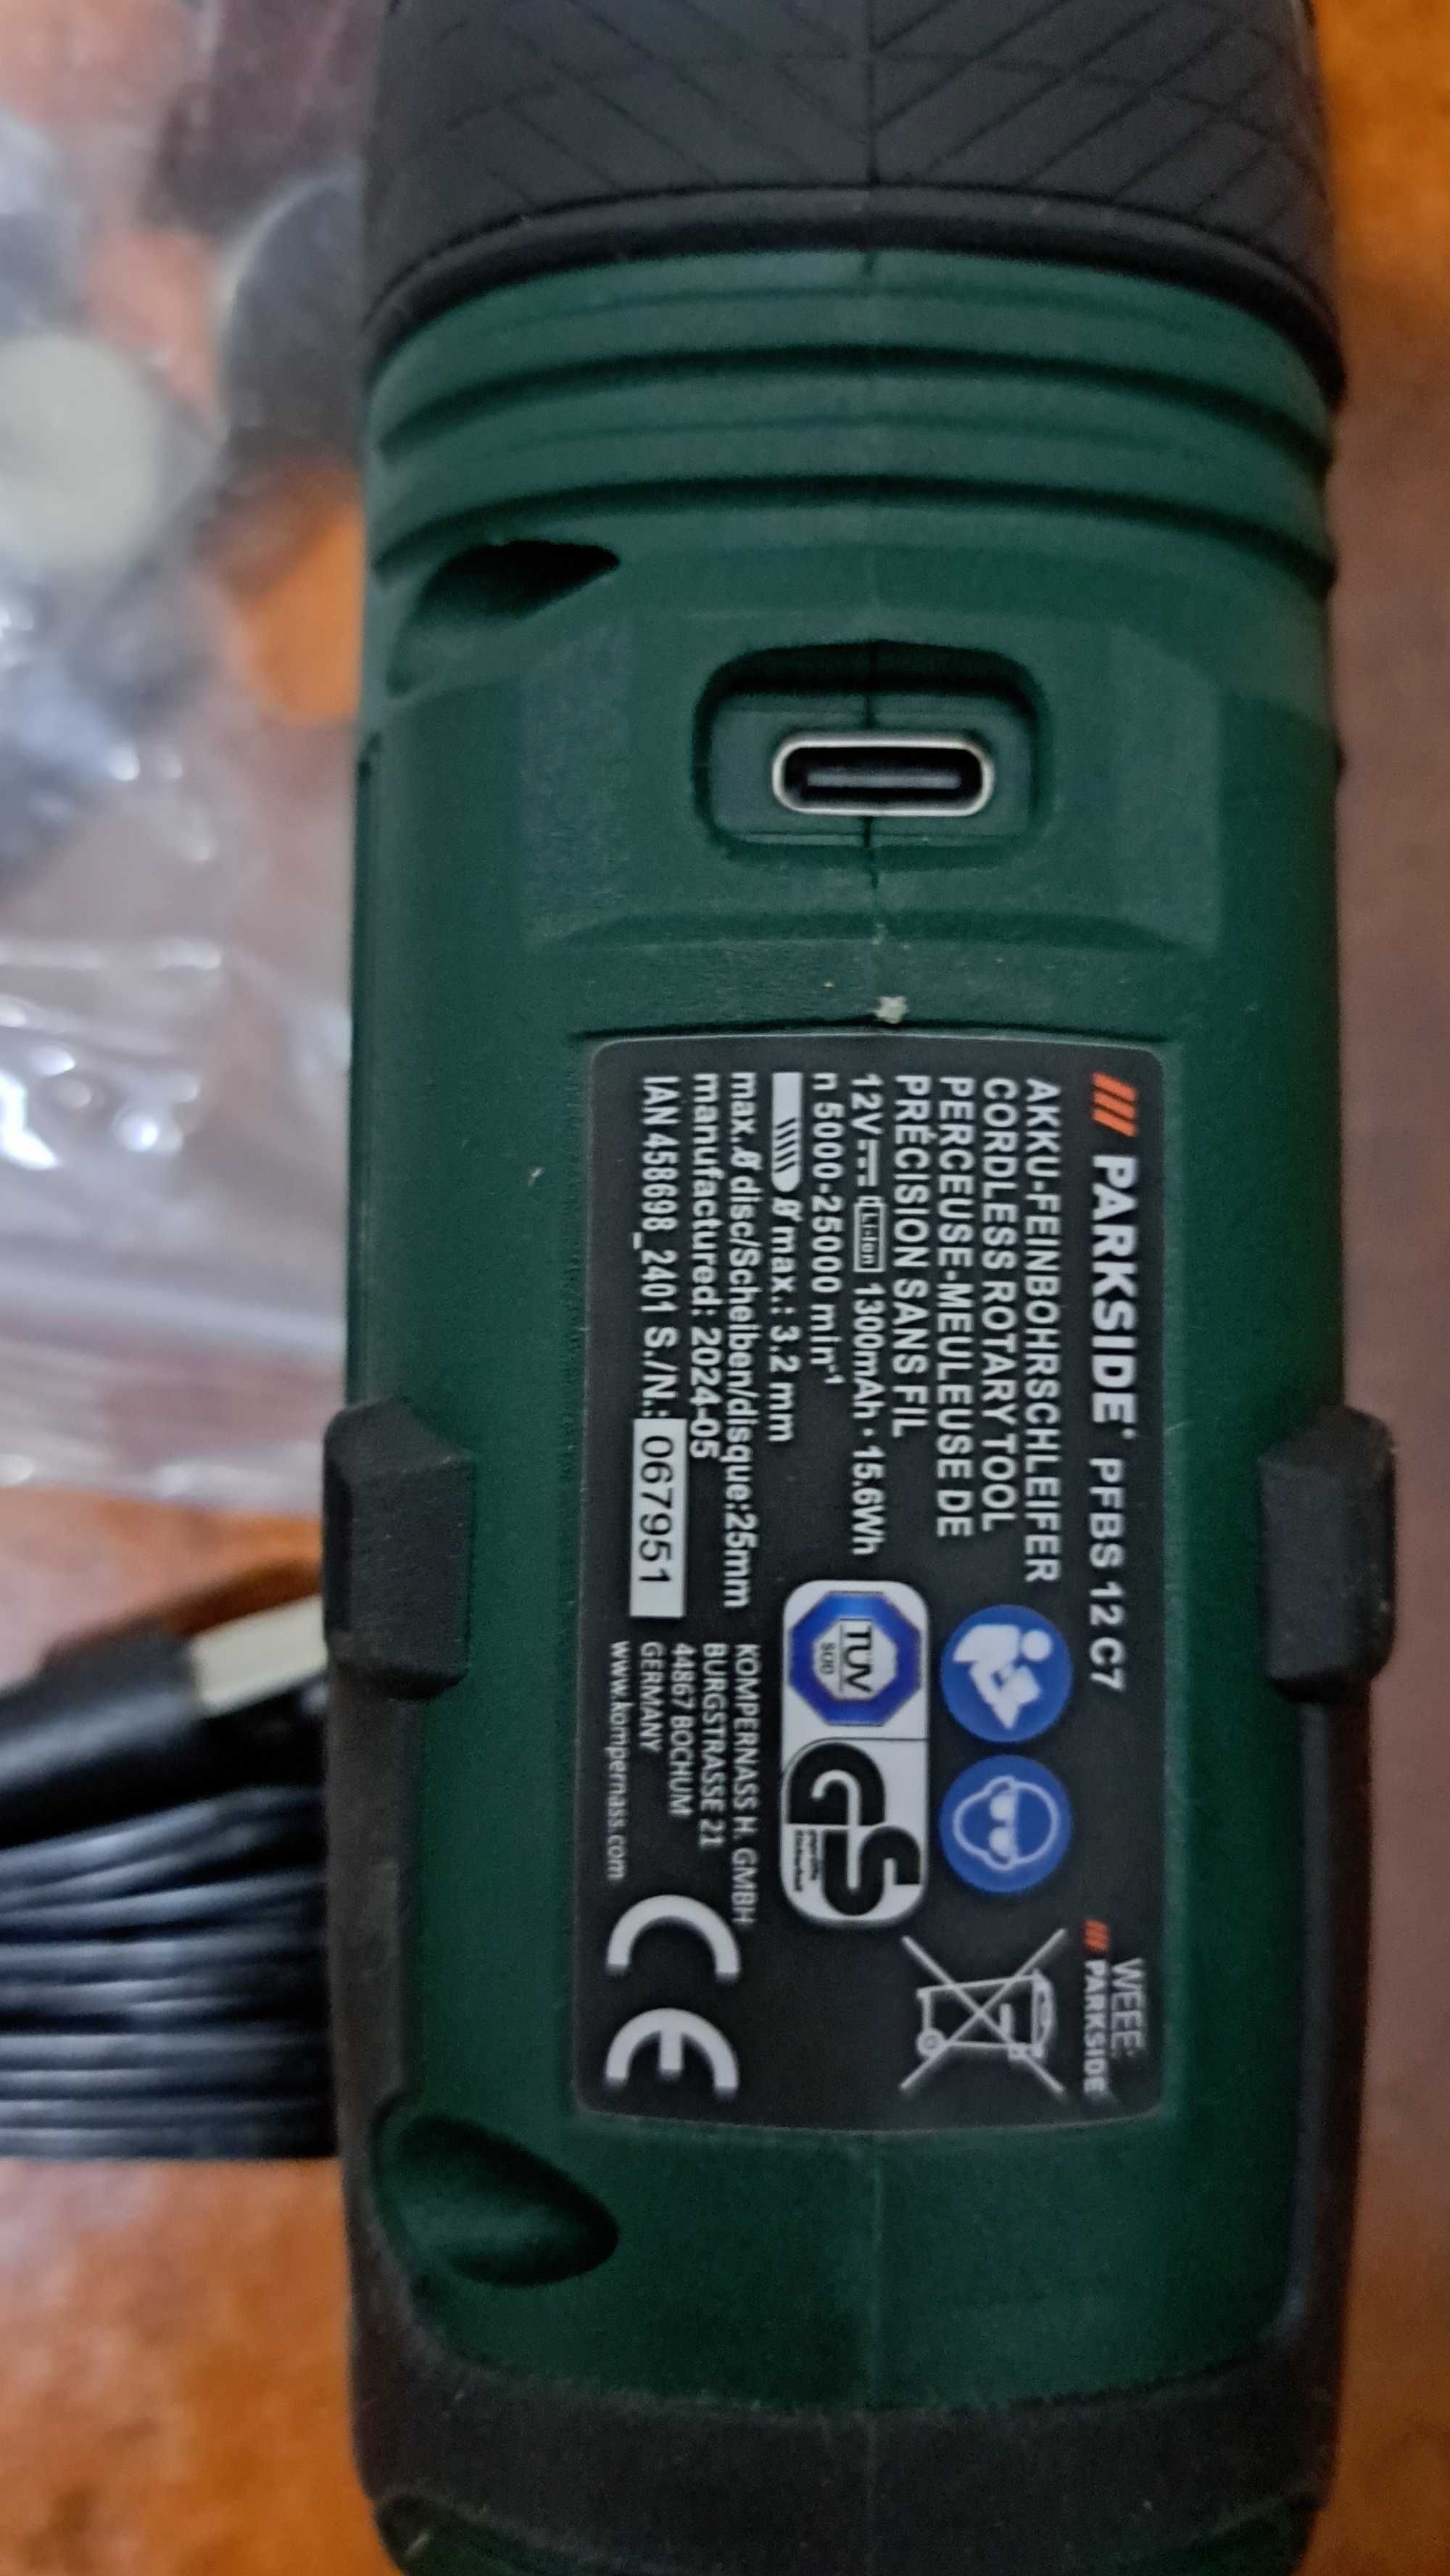 PARKSIDE® PFBS 12 C7
AKKU-FEINBOHRSCHLEIFER
CORDLESS ROTARY TOOL
PERCEUSE-MEULEUSE DE
PRÉCISION SANS FIL
12V Li-Ion 1300mAh • 15.6Wh
n 5000-25000 min⁻¹
Ø max.: 3.2 mm
max.Ø disc/Scheiben/disque:25mm
manufactured: 2024-05
IAN 458698_2401 S./N.: 067951
TÜV
SÜD
GS
KOMPERNASS H. GMBH
BURGSTRASSE 21
44867 BOCHUM
GERMANY
www.kompernass.com
CE
WEEE:
PARKSIDE